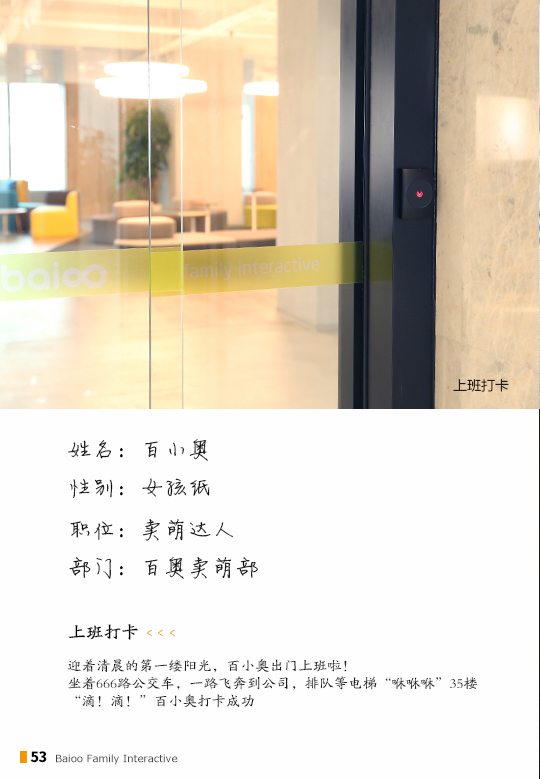 baioo family interactive
上班打卡
姓名：百小奥
性别：女孩纸
职位：卖萌达人
部门：百奥卖萌部
上班打卡 <<<
迎着清晨的第一缕阳光，百小奥出门上班啦！
坐着666路公交车，一路飞奔到公司，排队等电梯“咻咻咻”35楼
“滴！滴！”百小奥打卡成功
53 Baioo Family Interactive